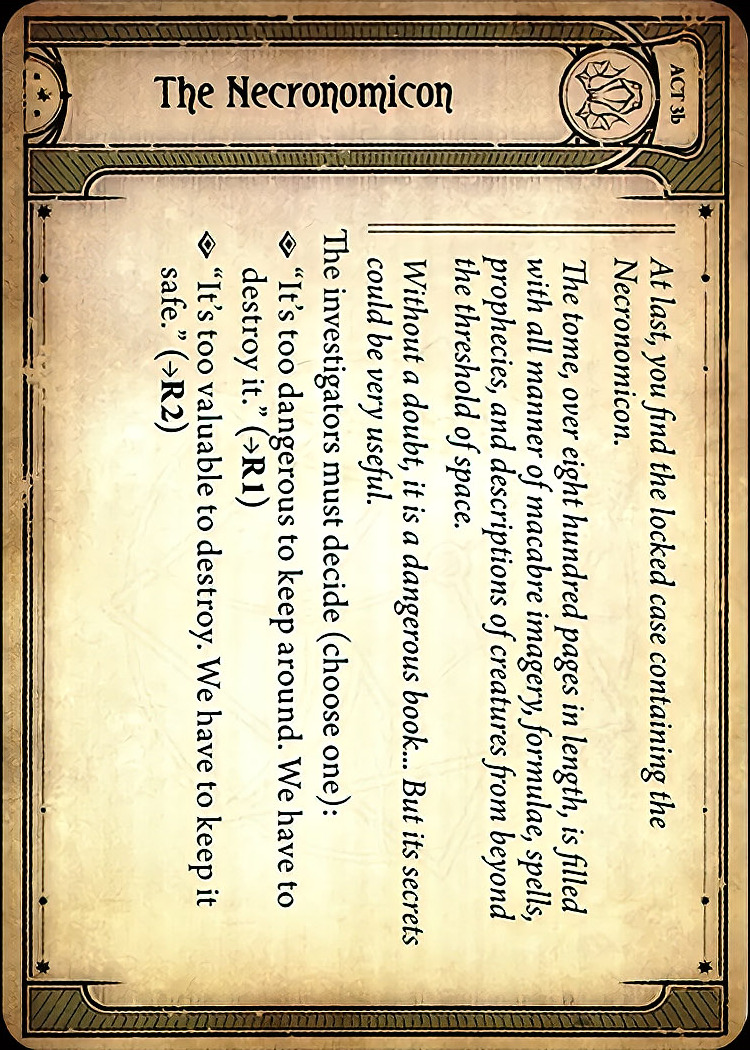 ACT 3b
The Necronomicon
At last, you find the locked case containing the
Necronomicon.
The tome, over eight hundred pages in length, is filled
with all manner of macabre imagery, formulae, spells,
prophecies, and descriptions of creatures from beyond
the threshold of space.
Without a doubt, it is a dangerous book... But its secrets
could be very useful.
The investigators must decide (choose one):
“It’s too dangerous to keep around. We have to
destroy it.” (→R1)
“It’s too valuable to destroy. We have to keep it
safe.” (→R2)